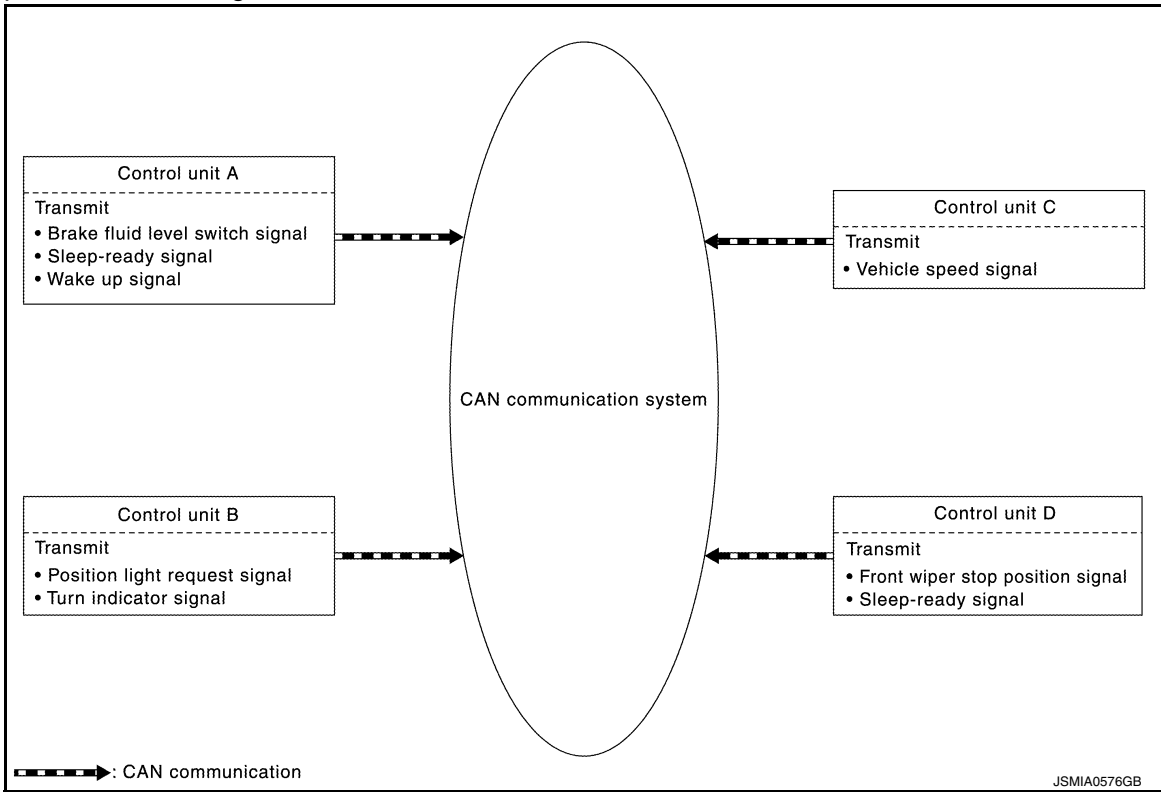 Control unit A
Transmit
• Brake fluid level switch signal
• Sleep-ready signal
• Wake up signal
Control unit C
Transmit
• Vehicle speed signal
CAN communication system
Control unit B
Transmit
• Position light request signal
• Turn indicator signal
Control unit D
Transmit
• Front wiper stop position signal
• Sleep-ready signal
: CAN communication
JSMIA0576GB